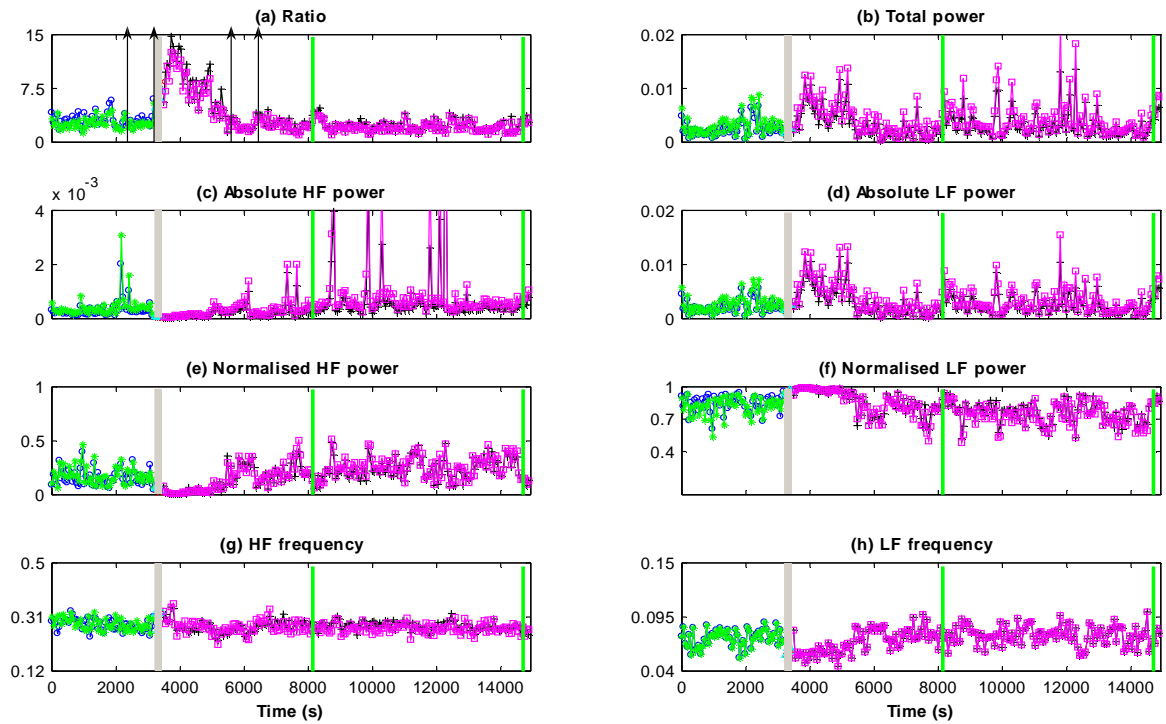 (a) Ratio
15
7.5
0
(b) Total power
0.02
0.01
0
x 10-3
(c) Absolute HF power
4
2
0
(d) Absolute LF power
0.02
0.01
0
(e) Normalised HF power
1
0.5
0
(f) Normalised LF power
1
0.7
0.4
(g) HF frequency
0.5
0.31
0.12
0 2000 4000 6000 8000 10000 12000 14000
Time (s)
(h) LF frequency
0.15
0.095
0.04
0 2000 4000 6000 8000 10000 12000 14000
Time (s)